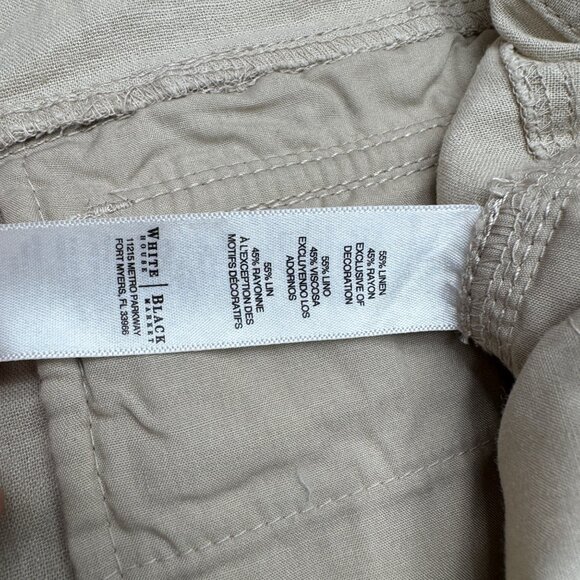 55% LINEN
45% RAYON
EXCLUSIVE OF
DECORATION
55% LINO
45% VISCOSA
EXCLUYENDO LOS
ADORNOS
55% LIN
45% RAYONNE
À L'EXCEPTION DES
MOTIFS DÉCORATIFS
WHITE | BLACK
HOUSE | MARKET
11215 METRO PARKWAY
FORT MYERS, FL 33966